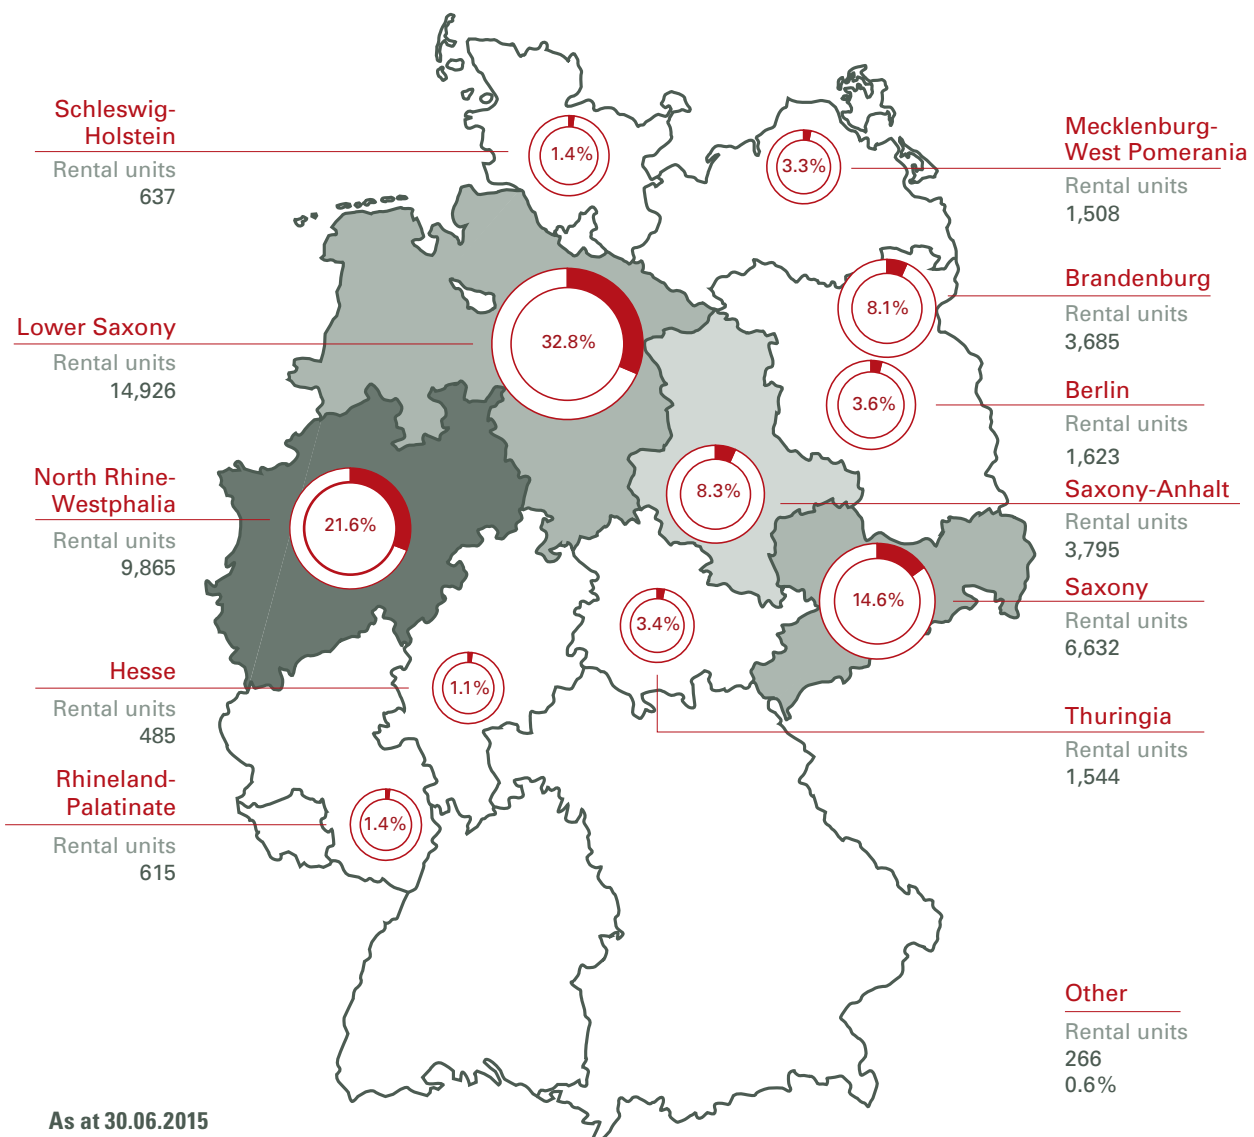 Schleswig-
Holstein
Rental units
637
1.4%
Lower Saxony
Rental units
14,926
32.8%
North Rhine-
Westphalia
Rental units
9,865
21.6%
Hesse
Rental units
485
1.1%
Rhineland-
Palatinate
Rental units
615
1.4%
Mecklenburg-
West Pomerania
Rental units
1,508
3.3%
Brandenburg
Rental units
3,685
8.1%
Berlin
Rental units
1,623
3.6%
Saxony-Anhalt
Rental units
3,795
8.3%
Saxony
Rental units
6,632
14.6%
Thuringia
Rental units
1,544
3.4%
Other
Rental units
266
0.6%
As at 30.06.2015